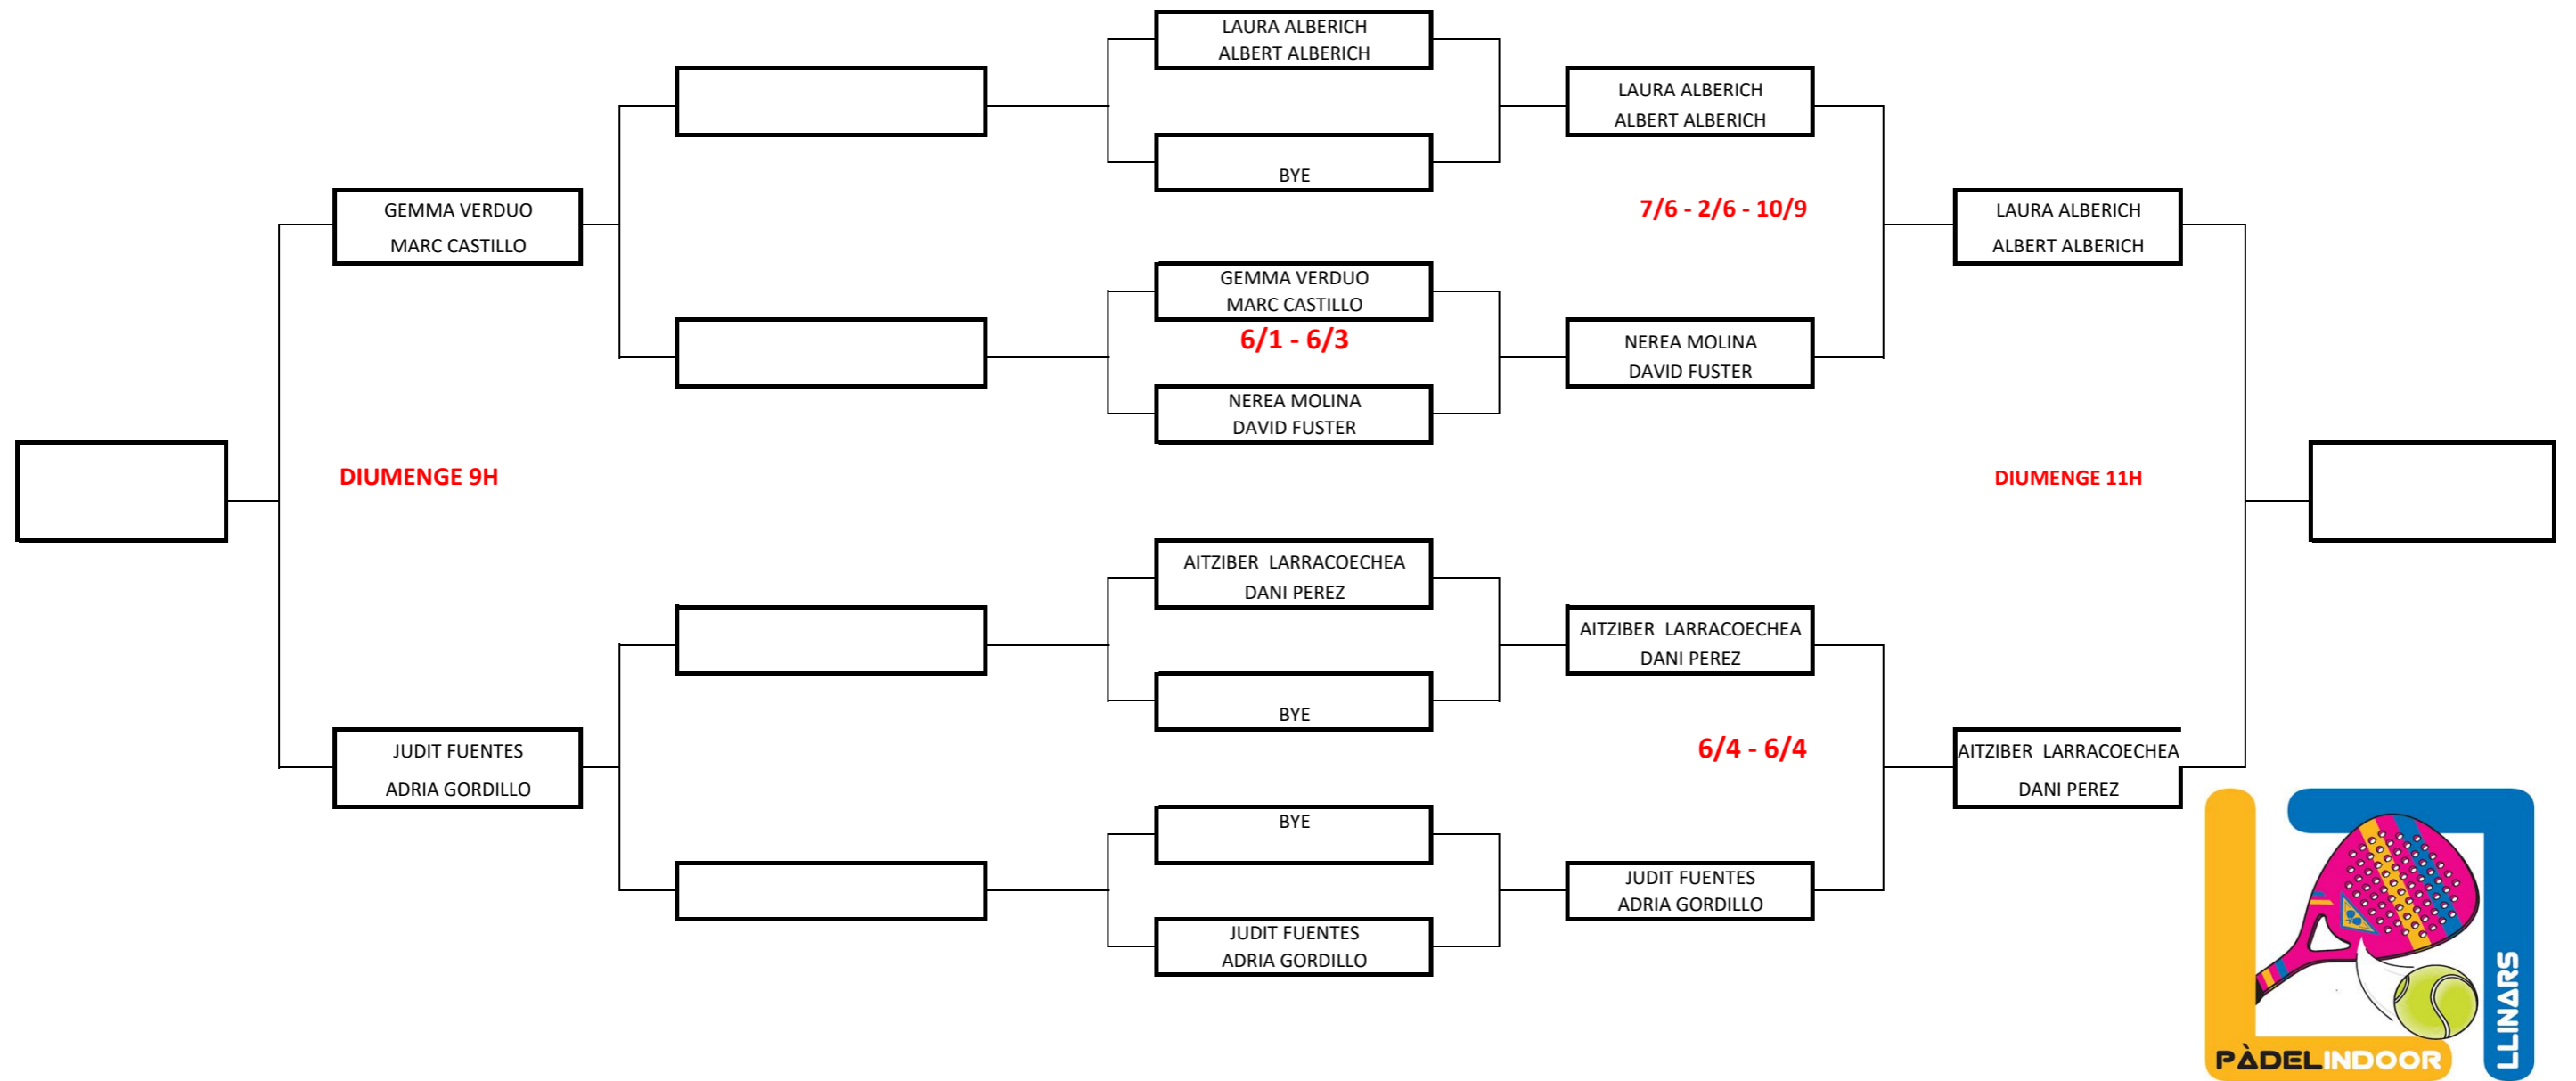 LAURA ALBERICH
ALBERT ALBERICH
LAURA ALBERICH
ALBERT ALBERICH
BYE
GEMMA VERDUO
MARC CASTILLO
7/6 - 2/6 - 10/9
LAURA ALBERICH
ALBERT ALBERICH
GEMMA VERDUO
MARC CASTILLO
6/1 - 6/3
NEREA MOLINA
DAVID FUSTER
NEREA MOLINA
DAVID FUSTER
DIUMENGE 9H
DIUMENGE 11H
AITZIBER LARRACOECHEA
DANI PEREZ
AITZIBER LARRACOECHEA
DANI PEREZ
BYE
JUDIT FUENTES
ADRIA GORDILLO
6/4 - 6/4
AITZIBER LARRACOECHEA
DANI PEREZ
BYE
JUDIT FUENTES
ADRIA GORDILLO
JUDIT FUENTES
ADRIA GORDILLO
PÀDELINDOOR
LLINARS